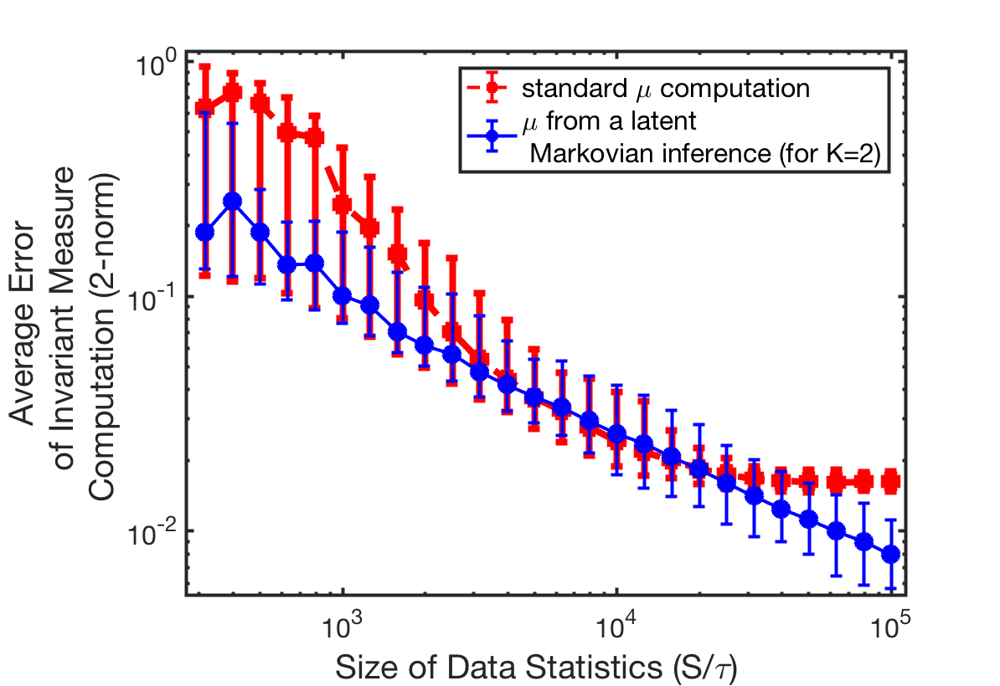 10^0
10^-1
10^-2
Average Error
of Invariant Measure
Computation (2-norm)
standard μ computation
μ from a latent
Markovian inference (for K=2)
10^3
10^4
10^5
Size of Data Statistics (S/τ)